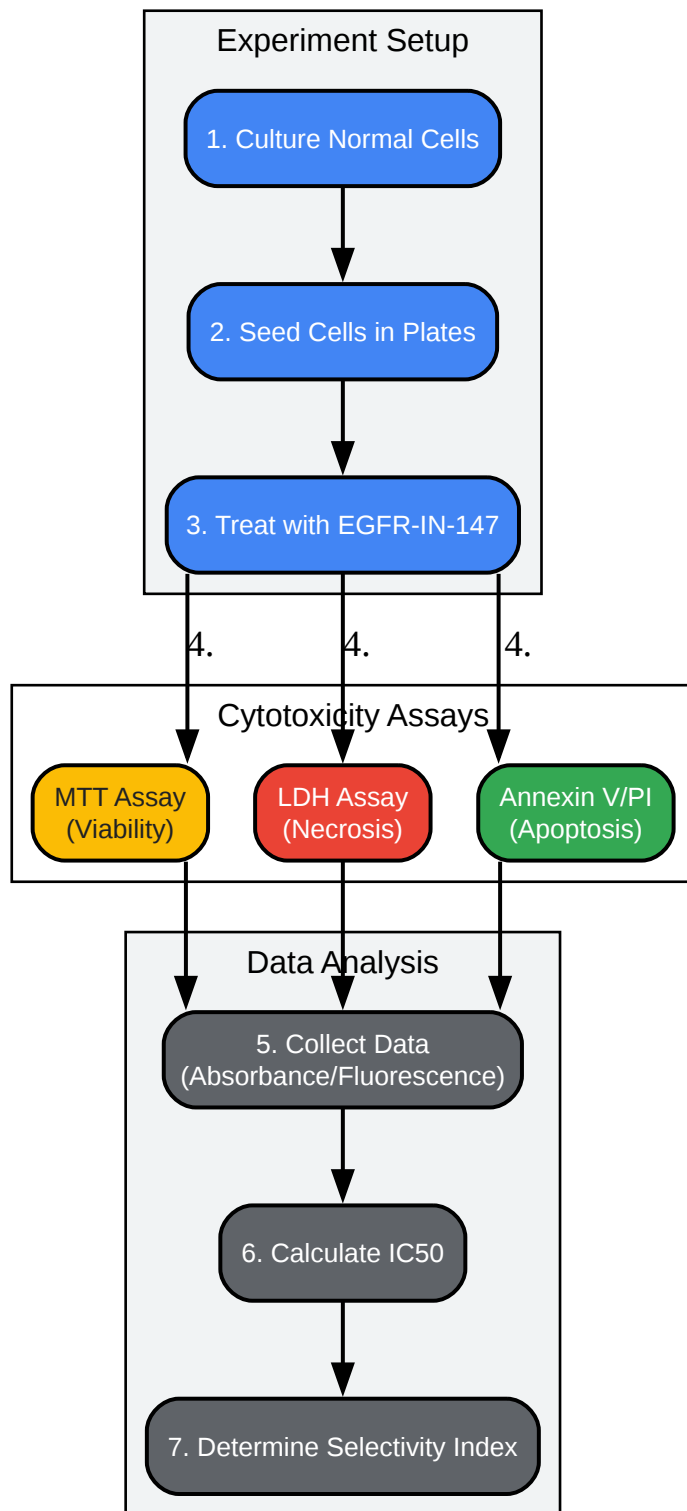 Experiment Setup
1. Culture Normal Cells
2. Seed Cells in Plates
3. Treat with EGFR-IN-147
4. 4. 4.
Cytotoxicity Assays
MTT Assay
(Viability)
LDH Assay
(Necrosis)
Annexin V/PI
(Apoptosis)
Data Analysis
5. Collect Data
(Absorbance/Fluorescence)
6. Calculate IC50
7. Determine Selectivity Index